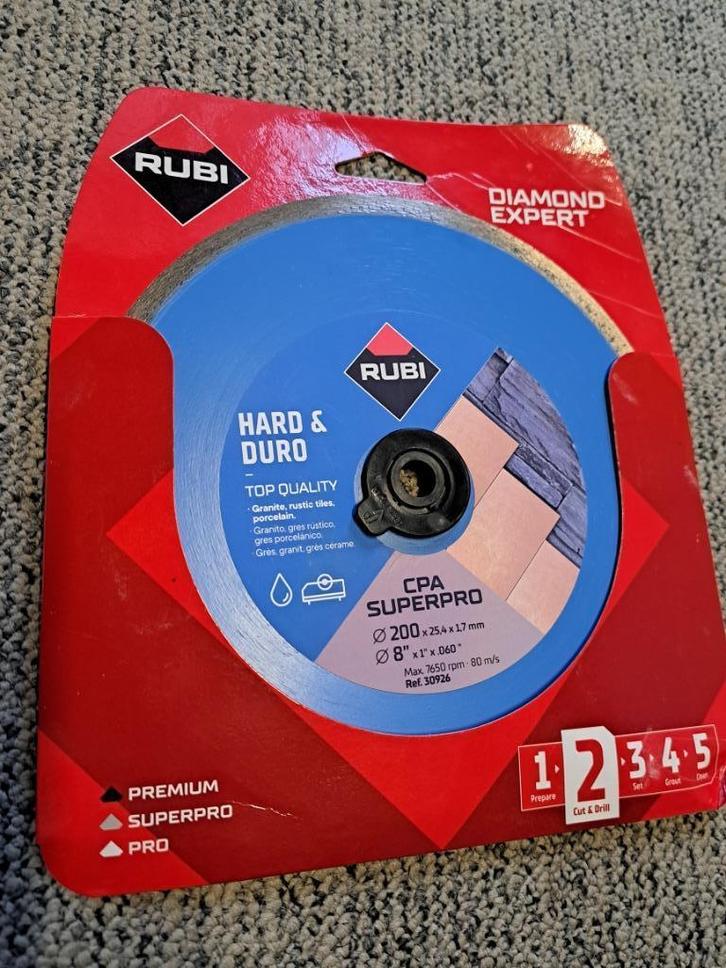 RUBI
DIAMOND
EXPERT
RUBI
HARD &
DURO
TOP QUALITY
· Granite, rustic tiles,
porcelain.
· Granito, gres rústico,
gres porcelánico.
· Grès, granit, grès cérame.
CPA
SUPERPRO
Ø 200 x 25,4 x 1,7 mm
Ø 8" x 1" x .060"
Max. 7650 rpm · 80 m/s
Ref. 30926
1 2 3 4 5
Prepare Cut & Drill Set Grout
PREMIUM
SUPERPRO
PRO